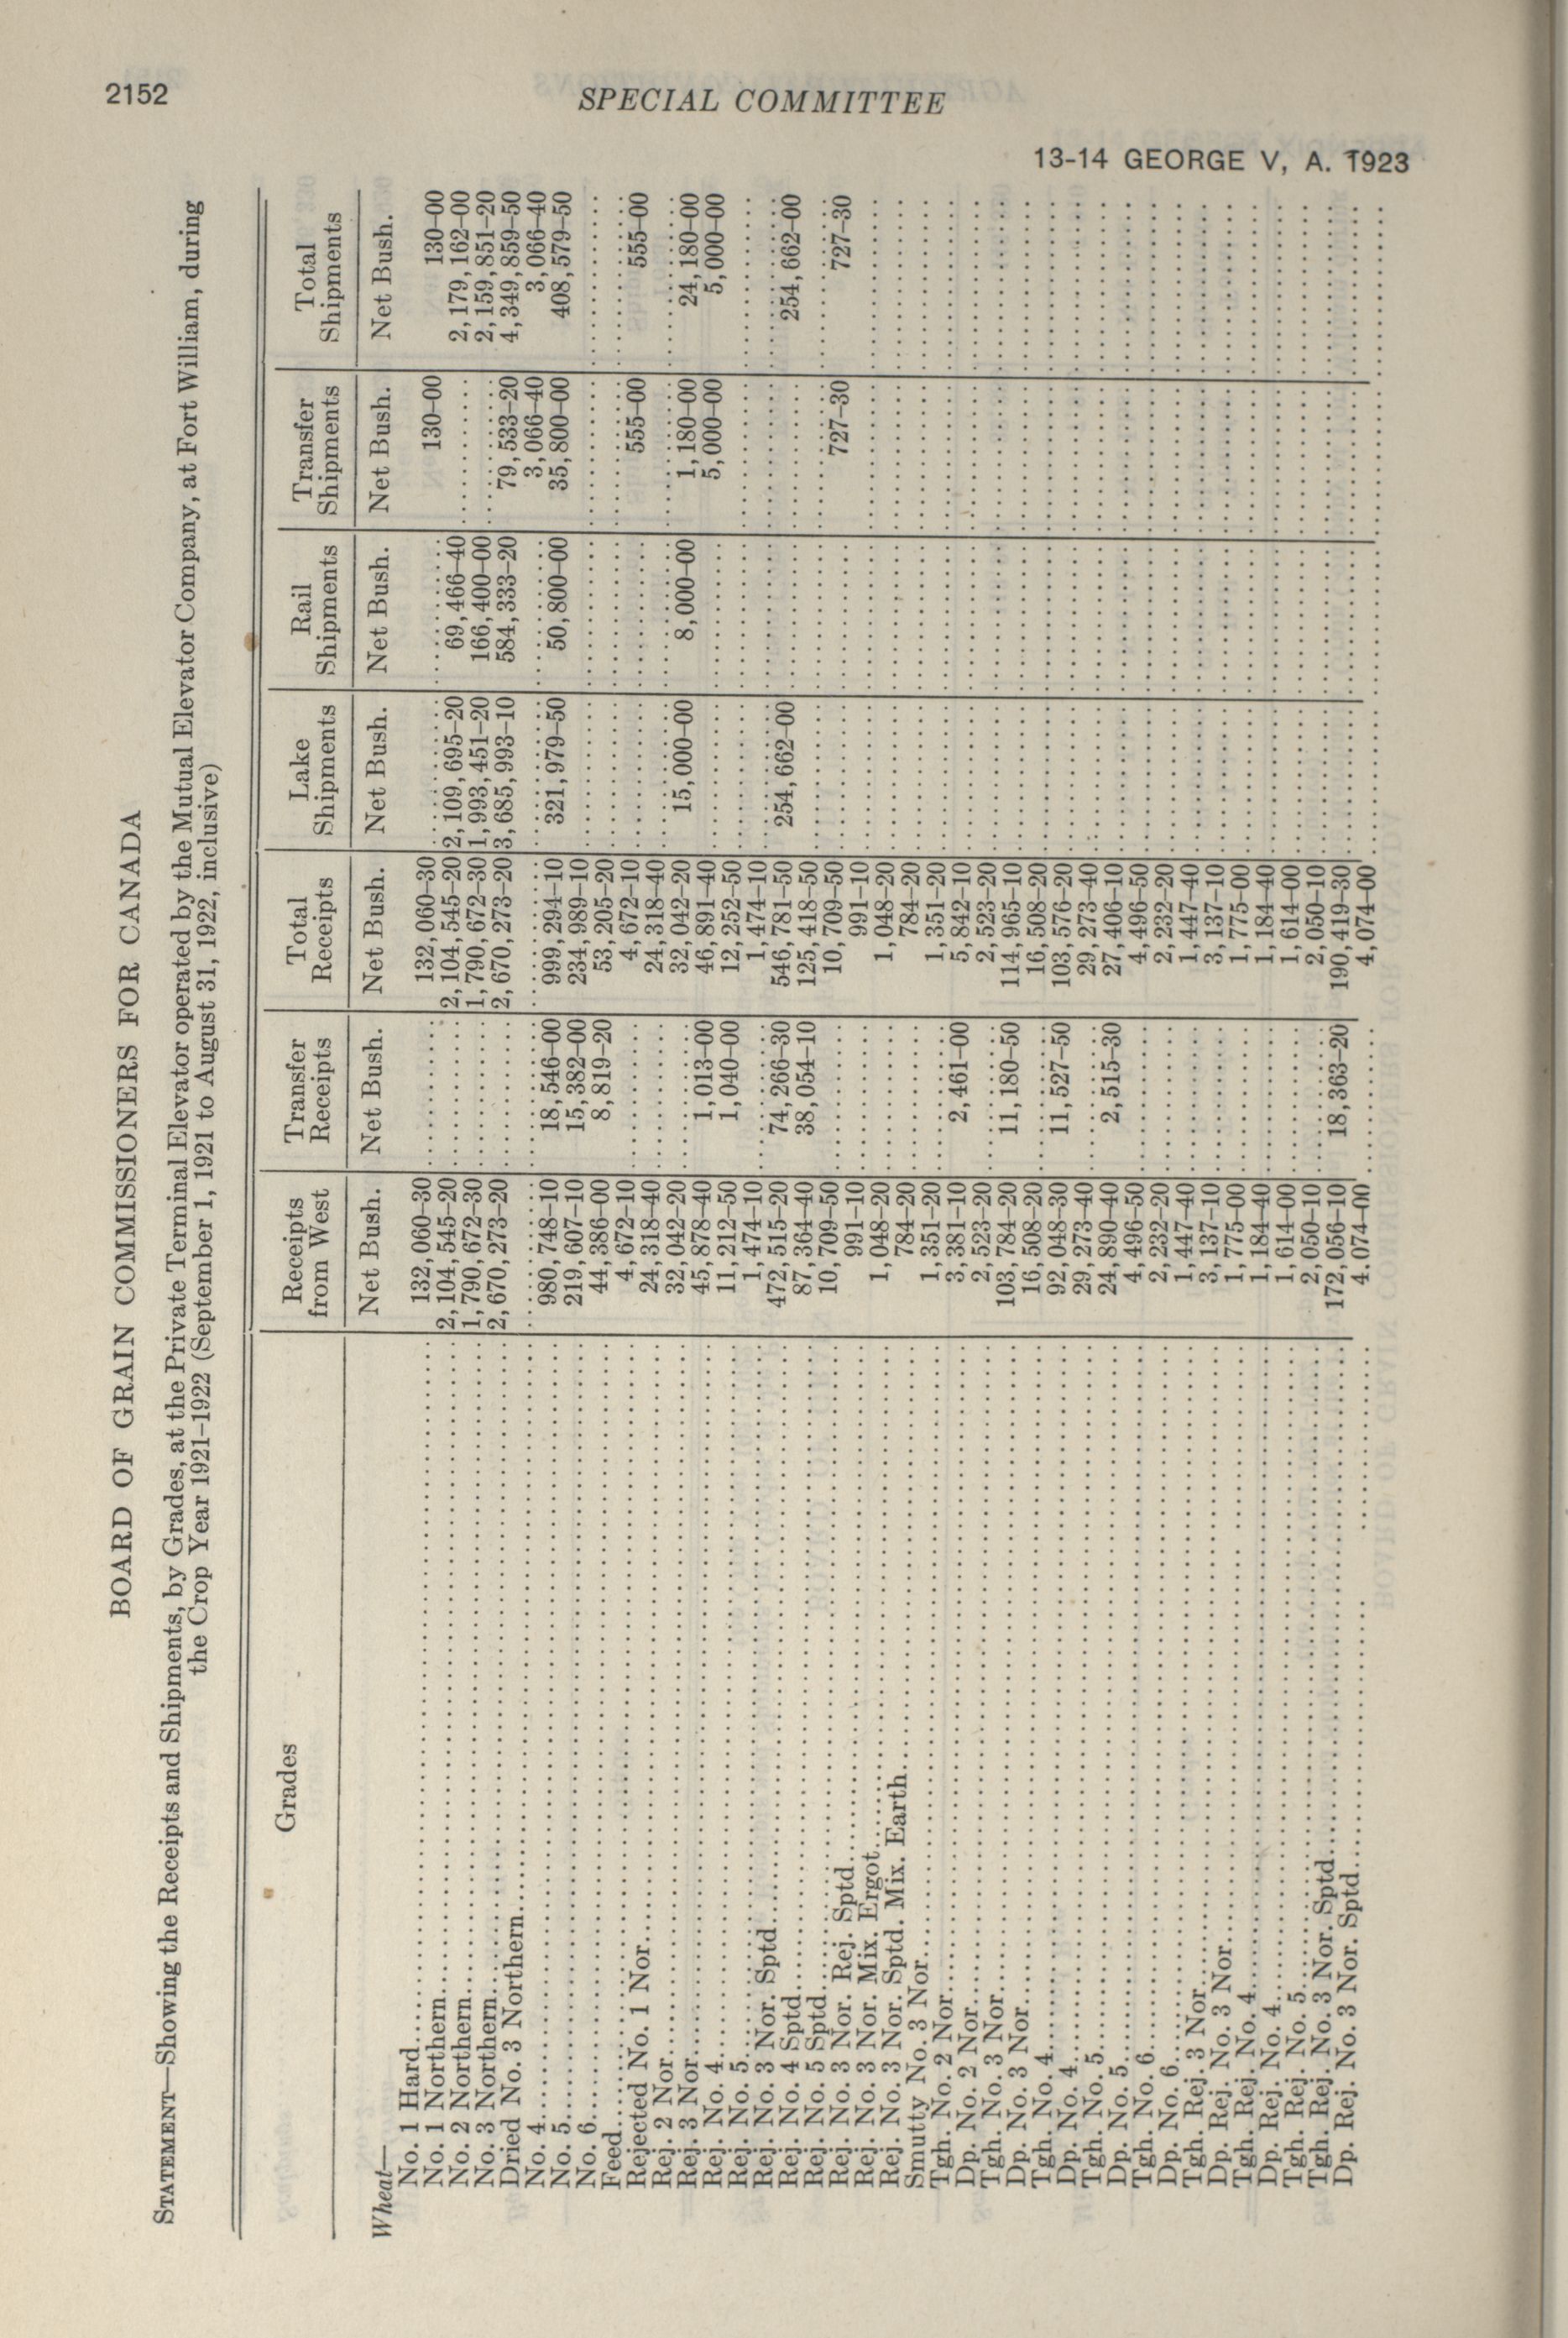 2152
SPECIAL COMMITTEE
13-14 GEORGE V, A. 1923
BOARD OF GRAIN COMMISSIONERS FOR CANADA
STATEMENT—Showing the Receipts and Shipments, by Grades, at the Private Terminal Elevator operated by the Mutual Elevator Company, at Fort William, during
the Crop Year 1921-1922 (September 1, 1921 to August 31, 1922, inclusive)
Grades | Receipts from West | Transfer Receipts | Total Receipts | Lake Shipments | Rail Shipments | Transfer Shipments | Total Shipments
Net Bush. | Net Bush. | Net Bush. | Net Bush. | Net Bush. | Net Bush. | Net Bush.
Wheat—
No. 1 Hard | 132,060-30 | ..... | 132,060-30 | ..... | ..... | 130-00 | 130-00
No. 1 Northern | 2,104,545-20 | ..... | 2,104,545-20 | 2,109,695-20 | 69,466-40 | ..... | 2,179,162-00
No. 2 Northern | 1,790,672-30 | ..... | 1,790,672-30 | 1,993,451-20 | 166,400-00 | ..... | 2,159,851-20
No. 3 Northern | 2,670,273-20 | ..... | 2,670,273-20 | 3,685,993-10 | 584,333-20 | 79,533-20 | 4,349,859-50
Dried No. 3 Northern | ..... | ..... | ..... | ..... | ..... | 3,066-40 | 3,066-40
No. 4 | 980,748-10 | 18,546-00 | 999,294-10 | 321,979-50 | 50,800-00 | 35,800-00 | 408,579-50
No. 5 | 219,607-10 | 15,382-00 | 234,989-10 | ..... | ..... | ..... | .....
No. 6 | 44,386-00 | 8,819-20 | 53,205-20 | ..... | ..... | ..... | .....
Feed | 4,672-10 | ..... | 4,672-10 | ..... | ..... | 555-00 | 555-00
Rejected No. 1 Nor | 24,318-40 | ..... | 24,318-40 | ..... | ..... | ..... | .....
Rej. 2 Nor | 32,042-20 | ..... | 32,042-20 | 15,000-00 | 8,000-00 | 1,180-00 | 24,180-00
Rej. 3 Nor | 45,878-40 | 1,013-00 | 46,891-40 | ..... | ..... | 5,000-00 | 5,000-00
Rej. No. 4 | 11,212-50 | 1,040-00 | 12,252-50 | ..... | ..... | ..... | .....
Rej. No. 5 | 1,474-10 | ..... | 1,474-10 | ..... | ..... | ..... | .....
Rej. No. 3 Nor. Sptd | 472,515-20 | 74,266-30 | 546,781-50 | 254,662-00 | ..... | ..... | 254,662-00
Rej. No. 4 Sptd | 87,364-40 | 38,054-10 | 125,418-50 | ..... | ..... | ..... | .....
Rej. No. 5 Sptd | 10,709-50 | ..... | 10,709-50 | ..... | ..... | 727-30 | 727-30
Rej. No. 3 Nor. Rej. Sptd | 991-10 | ..... | 991-10 | ..... | ..... | ..... | .....
Rej. No. 3 Nor. Mix. Ergot | 1,048-20 | ..... | 1,048-20 | ..... | ..... | ..... | .....
Rej. No. 3 Nor. Sptd. Mix. Earth | 784-20 | ..... | 784-20 | ..... | ..... | ..... | .....
Smutty No. 3 Nor | 1,351-20 | ..... | 1,351-20 | ..... | ..... | ..... | .....
Tgh. No. 2 Nor | 3,381-10 | 2,461-00 | 5,842-10 | ..... | ..... | ..... | .....
Dp. No. 2 Nor | 2,523-20 | ..... | 2,523-20 | ..... | ..... | ..... | .....
Tgh. No. 3 Nor | 103,784-20 | 11,180-50 | 114,965-10 | ..... | ..... | ..... | .....
Dp. No. 3 Nor | 16,508-20 | ..... | 16,508-20 | ..... | ..... | ..... | .....
Tgh. No. 4 | 92,048-30 | 11,527-50 | 103,576-20 | ..... | ..... | ..... | .....
Dp. No. 4 | 29,273-40 | ..... | 29,273-40 | ..... | ..... | ..... | .....
Tgh. No. 5 | 24,890-40 | 2,515-30 | 27,406-10 | ..... | ..... | ..... | .....
Dp. No. 5 | 4,496-50 | ..... | 4,496-50 | ..... | ..... | ..... | .....
Tgh. No. 6 | 2,232-20 | ..... | 2,232-20 | ..... | ..... | ..... | .....
Dp. No. 6 | 1,447-40 | ..... | 1,447-40 | ..... | ..... | ..... | .....
Tgh. Rej. 3 Nor | 3,137-10 | ..... | 3,137-10 | ..... | ..... | ..... | .....
Dp. Rej. No. 3 Nor | 1,775-00 | ..... | 1,775-00 | ..... | ..... | ..... | .....
Tgh. Rej. No. 4 | 1,184-40 | ..... | 1,184-40 | ..... | ..... | ..... | .....
Dp. Rej. No. 4 | 1,614-00 | ..... | 1,614-00 | ..... | ..... | ..... | .....
Tgh. Rej. No. 5 | 2,050-10 | ..... | 2,050-10 | ..... | ..... | ..... | .....
Tgh. Rej. No. 3 Nor. Sptd | 172,056-10 | 18,363-20 | 190,419-30 | ..... | ..... | ..... | .....
Dp. Rej. No. 3 Nor. Sptd | 4.074-00 | ..... | 4,074-00 | ..... | ..... | ..... | .....